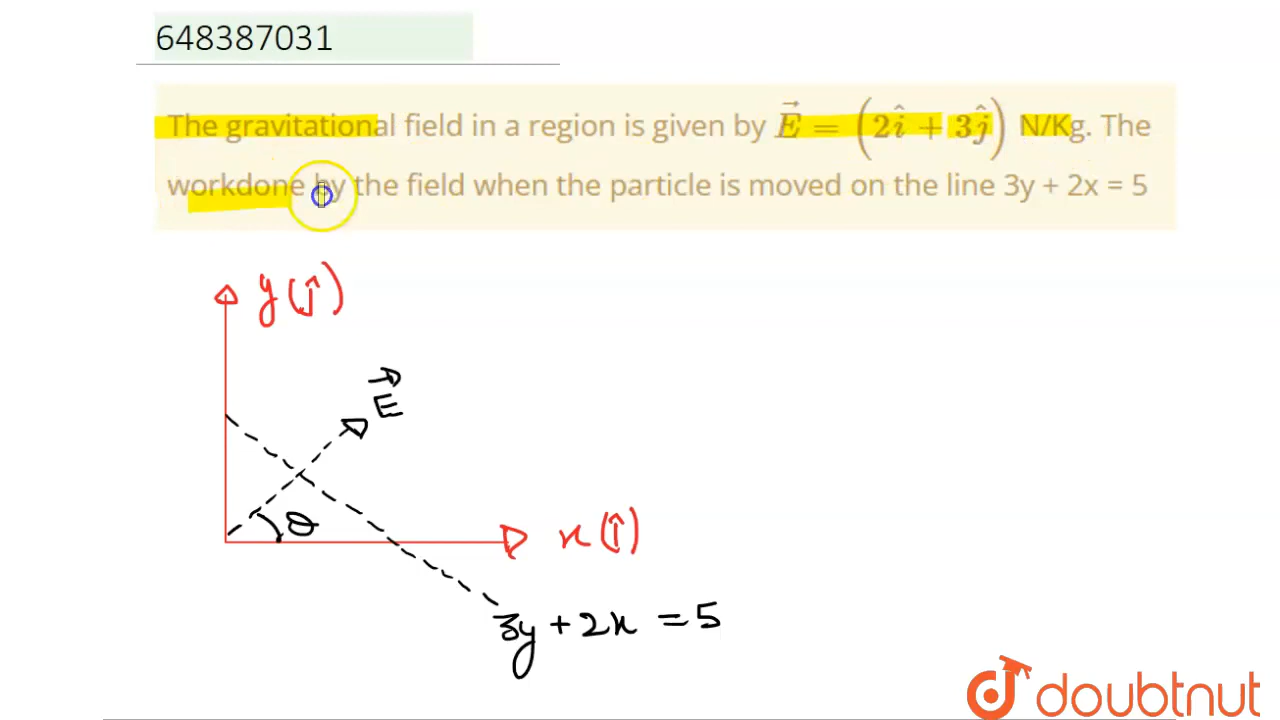 648387031
The gravitational field in a region is given by $\vec{E} = (2\hat{i} + 3\hat{j})$ N/Kg. The
workdone by the field when the particle is moved on the line 3y + 2x = 5
y(ĵ)
E⃗
θ
x(î)
3y + 2x = 5
doubtnut